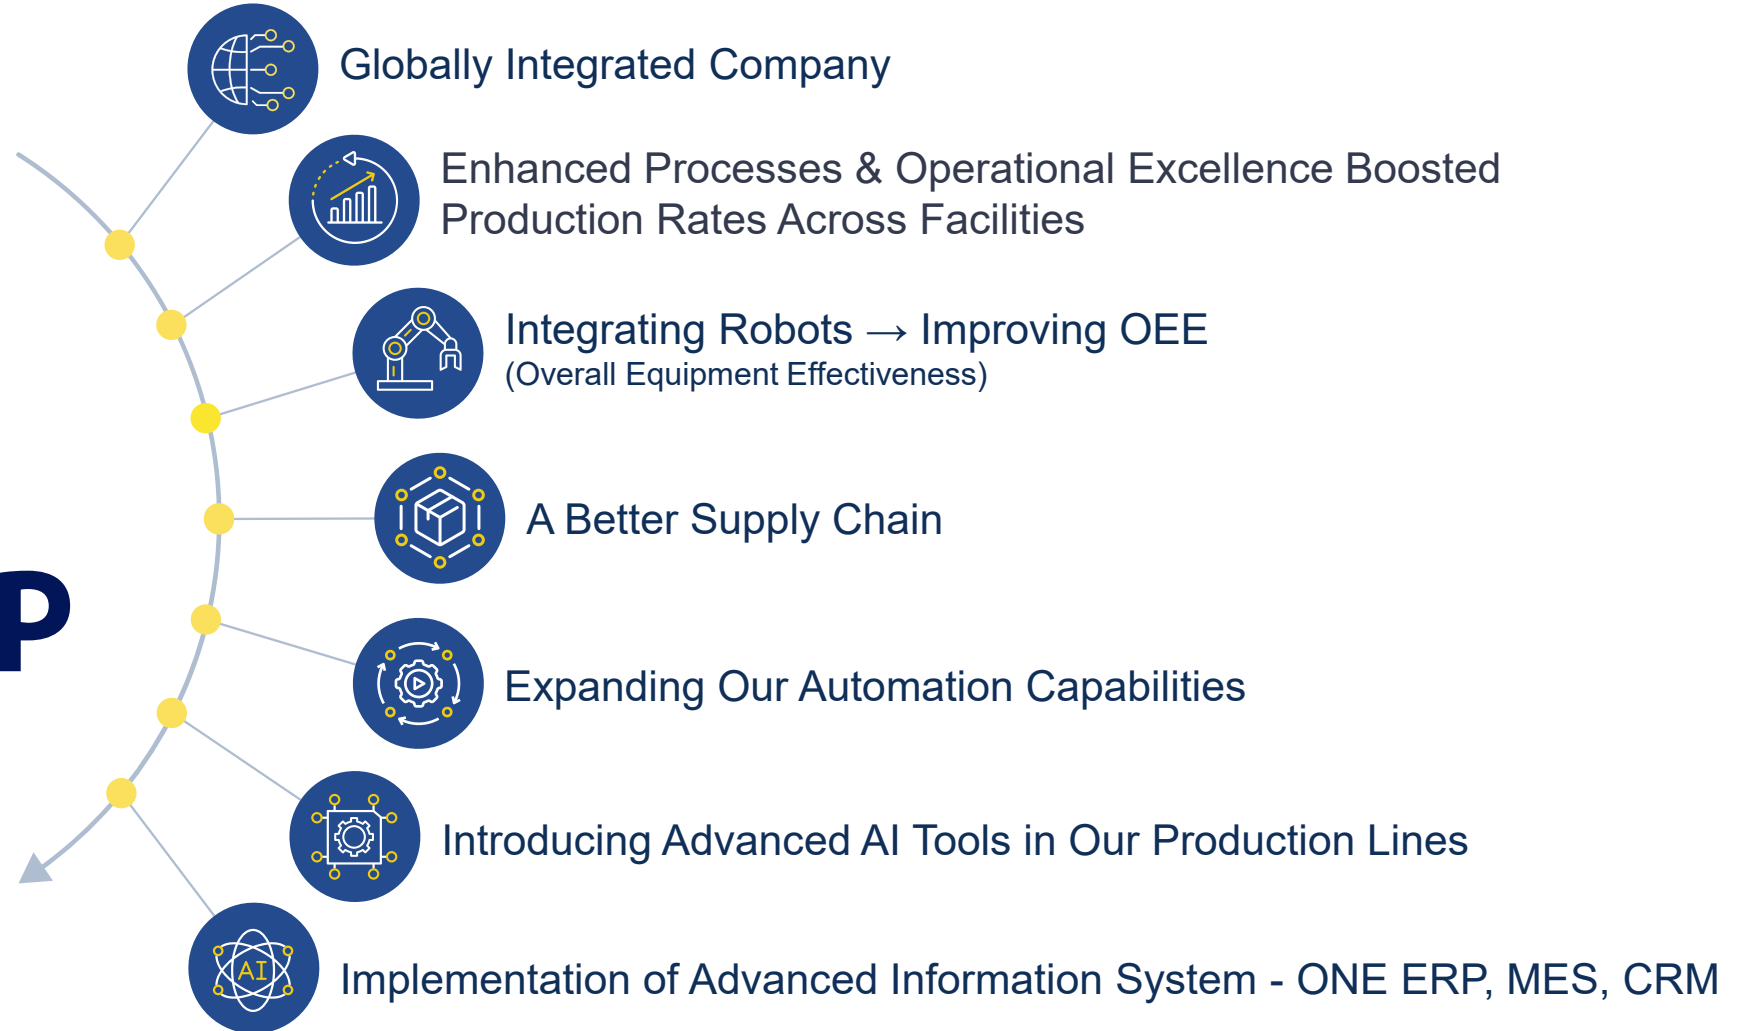 Globally Integrated Company
Enhanced Processes & Operational Excellence Boosted
Production Rates Across Facilities
Integrating Robots → Improving OEE
(Overall Equipment Effectiveness)
A Better Supply Chain
P
Expanding Our Automation Capabilities
Introducing Advanced AI Tools in Our Production Lines
AI
Implementation of Advanced Information System - ONE ERP, MES, CRM